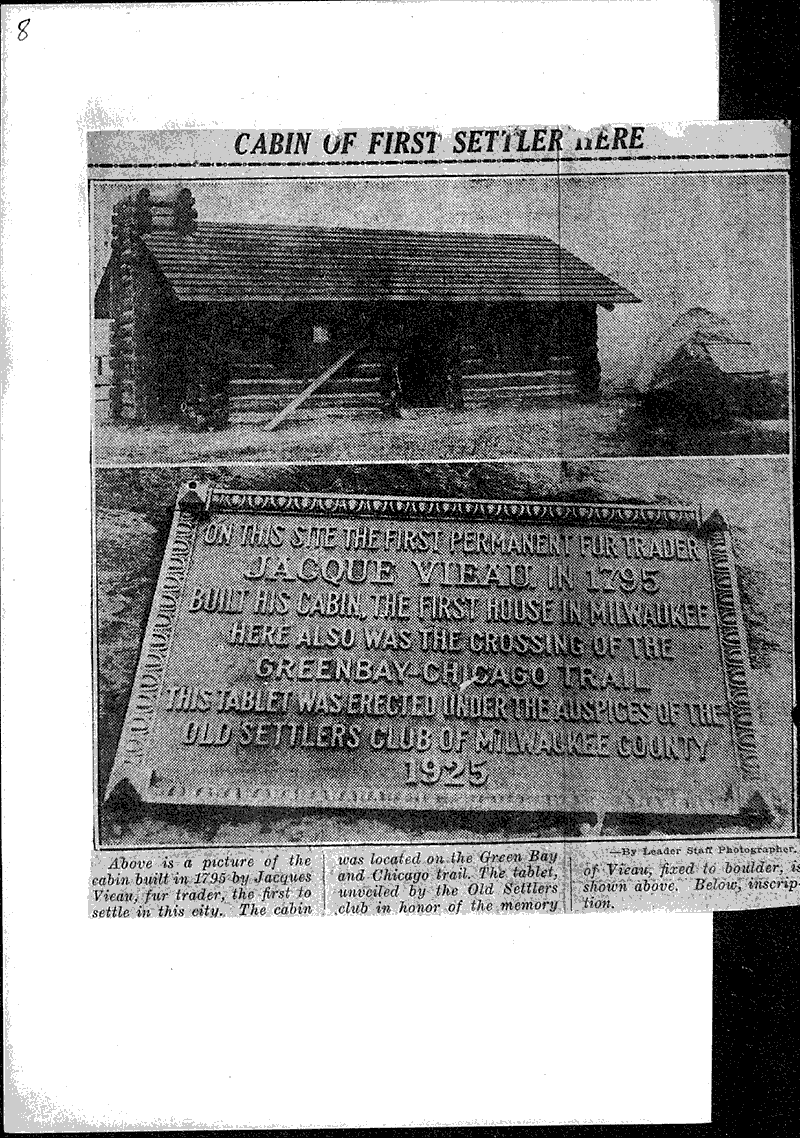 8
CABIN OF FIRST SETTLER HERE
ON THIS SITE THE FIRST PERMANENT FUR TRADER
JACQUE VIEAU IN 1795
BUILT HIS CABIN, THE FIRST HOUSE IN MILWAUKEE
HERE ALSO WAS THE CROSSING OF THE
GREENBAY-CHICAGO TRAIL
THIS TABLET WAS ERECTED UNDER THE AUSPICES OF THE
OLD SETTLERS CLUB OF MILWAUKEE COUNTY
1925
—By Leader Staff Photographer.
Above is a picture of the
cabin built in 1795 by Jacques
Vieau, fur trader, the first to
settle in this city. The cabin
was located on the Green Bay
and Chicago trail. The tablet,
unveiled by the Old Settlers
club in honor of the memory
of Vieau, fixed to boulder, is
shown above. Below, inscrip-
tion.